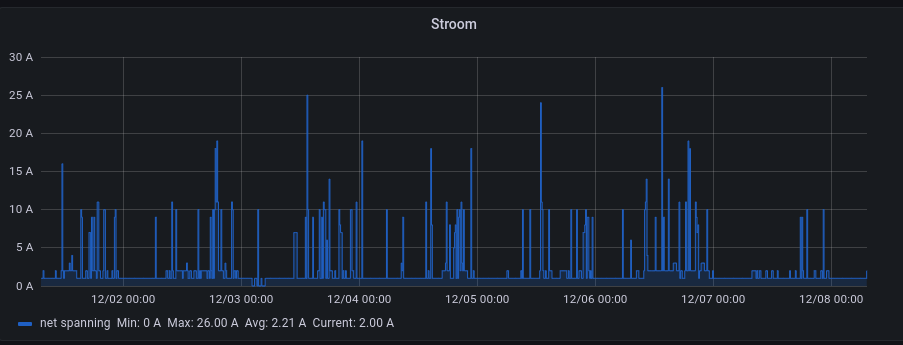 Stroom
30 A
25 A
20 A
15 A
10 A
5 A
0 A
12/02 00:00 12/03 00:00 12/04 00:00 12/05 00:00 12/06 00:00 12/07 00:00 12/08 00:00
net spanning Min: 0 A Max: 26.00 A Avg: 2.21 A Current: 2.00 A